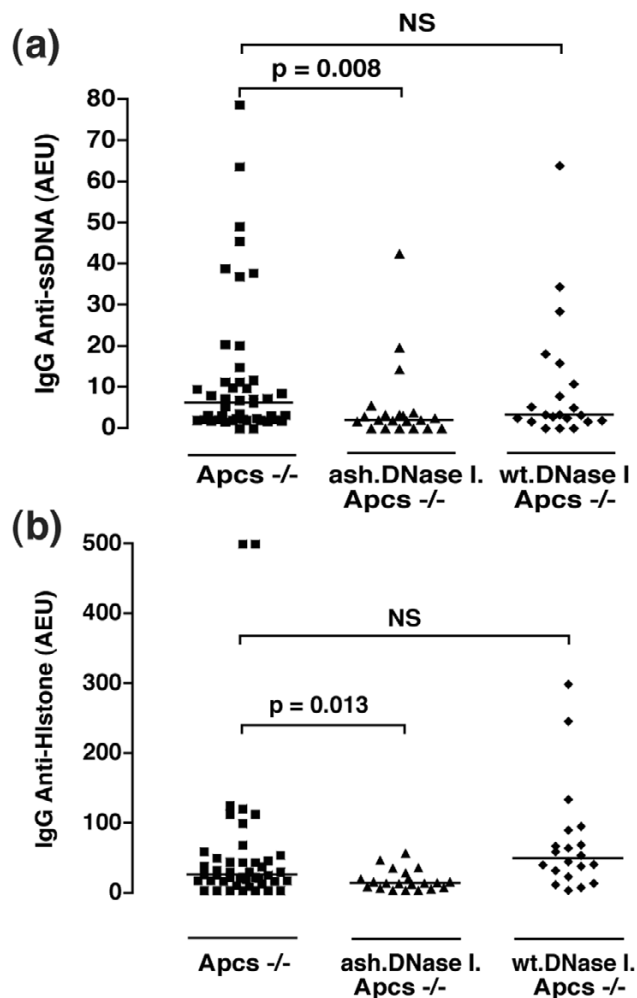 (a)
NS
p = 0.008
IgG Anti-ssDNA (AEU)
80
70
60
50
40
30
20
10
0
Apcs -/-
ash.DNase I.
Apcs -/-
wt.DNase I
Apcs -/-
(b)
IgG Anti-HIstone (AEU)
500
400
300
200
100
0
NS
p = 0.013
Apcs -/-
ash.DNase I.
Apcs -/-
wt.DNase I.
Apcs -/-